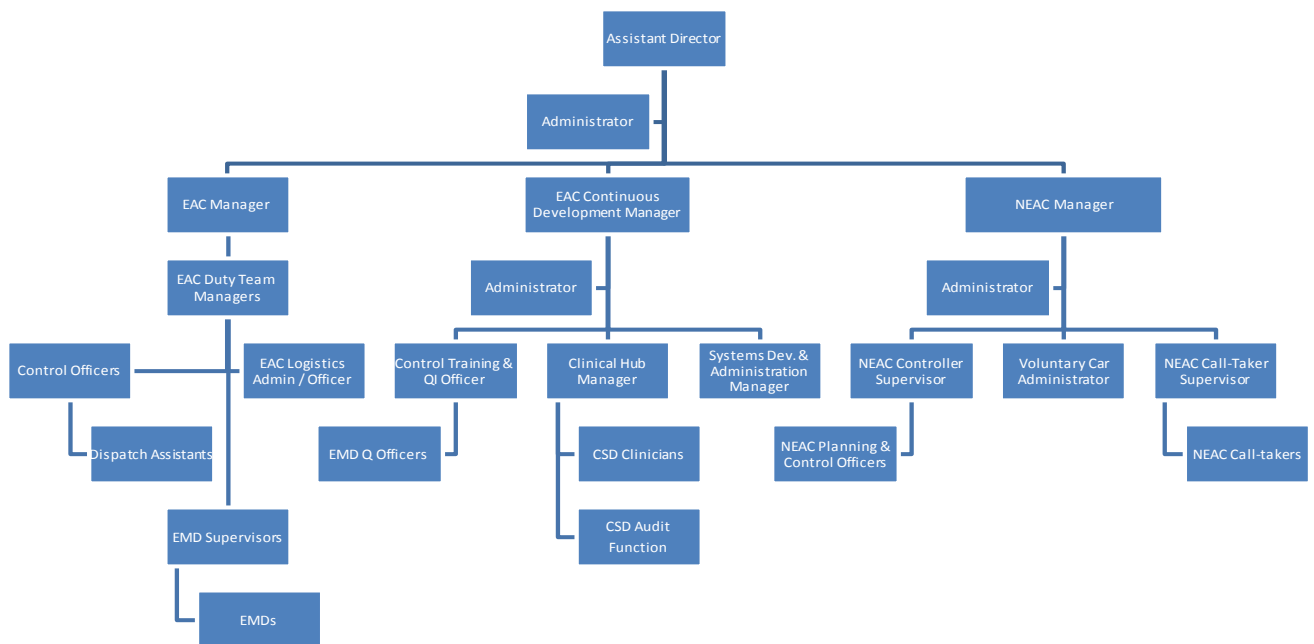 Assistant Director
Administrator
EAC Manager
EAC Continuous
Development Manager
NEAC Manager
EAC Duty Team
Managers
Administrator
Administrator
Control Officers
EAC Logistics
Admin / Officer
Control Training &
QI Officer
Clinical Hub
Manager
Systems Dev. &
Administration
Manager
NEAC Controller
Supervisor
Voluntary Car
Administrator
NEAC Call-Taker
Supervisor
Dispatch Assistants
EMD Q Officers
CSD Clinicians
NEAC Planning &
Control Officers
NEAC Call-takers
EMD Supervisors
CSD Audit
Function
EMDs